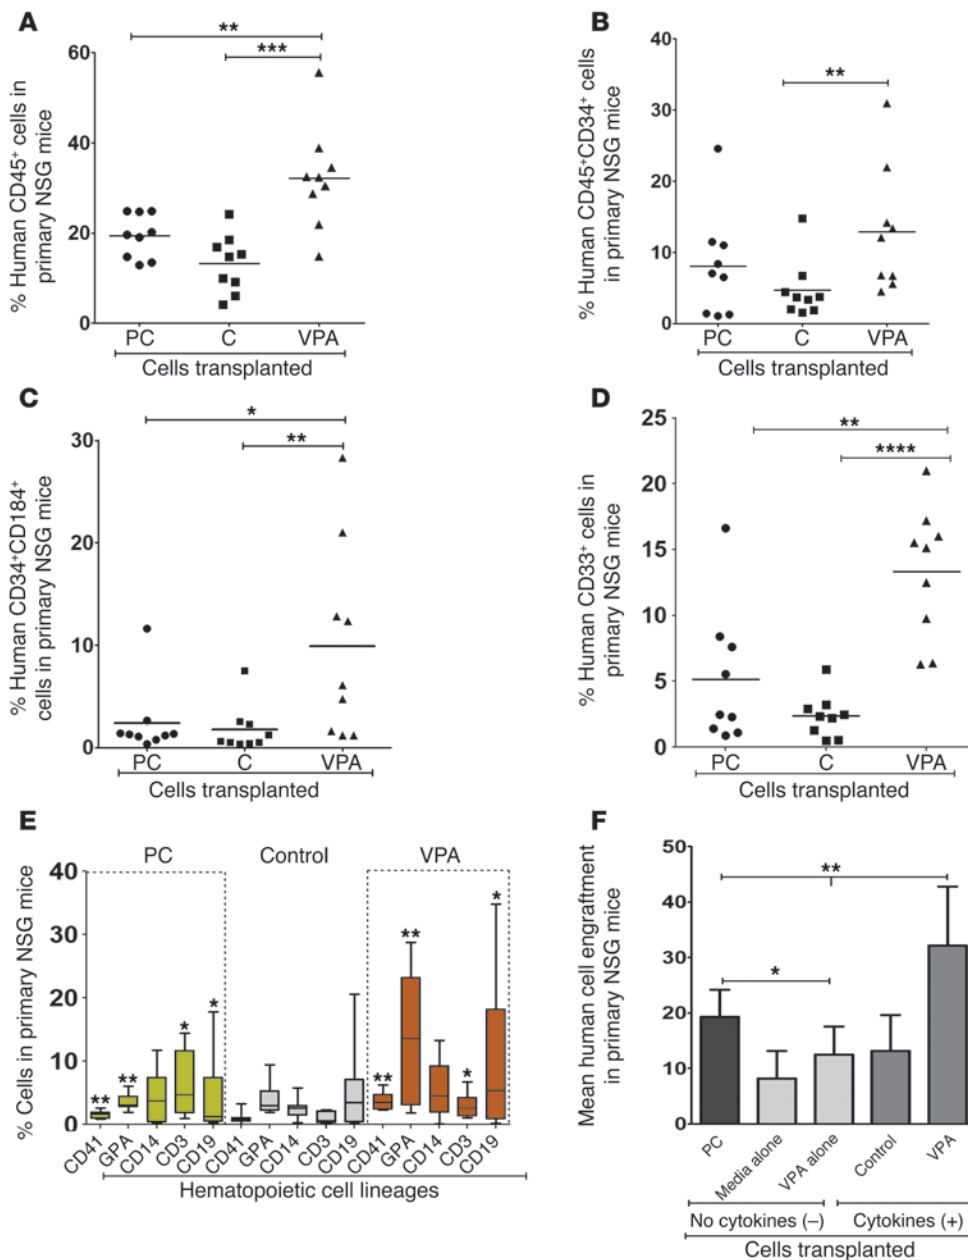 A
**
***
60
40
20
0
% Human CD45⁺ cells in
primary NSG mice
PC C VPA
Cells transplanted
B
**
40
30
20
10
0
% Human CD45⁺CD34⁺ cells
in primary NSG mice
PC C VPA
Cells transplanted
C
*
**
30
20
10
0
% Human CD34⁺CD184⁺
cells in primary NSG mice
PC C VPA
Cells transplanted
D
**
****
25
20
15
10
5
0
% Human CD33⁺ cells in
primary NSG mice
PC C VPA
Cells transplanted
E
PC Control VPA
40
30
20
10
0
% Cells in primary NSG mice
** ** * *
** ** * *
CD41 GPA CD14 CD3 CD19 CD41 GPA CD14 CD3 CD19 CD41 GPA CD14 CD3 CD19
Hematopoietic cell lineages
F
**
*
50
40
30
20
10
0
Mean human cell engraftment
in primary NSG mice
PC Media alone VPA alone Control VPA
No cytokines (–) Cytokines (+)
Cells transplanted